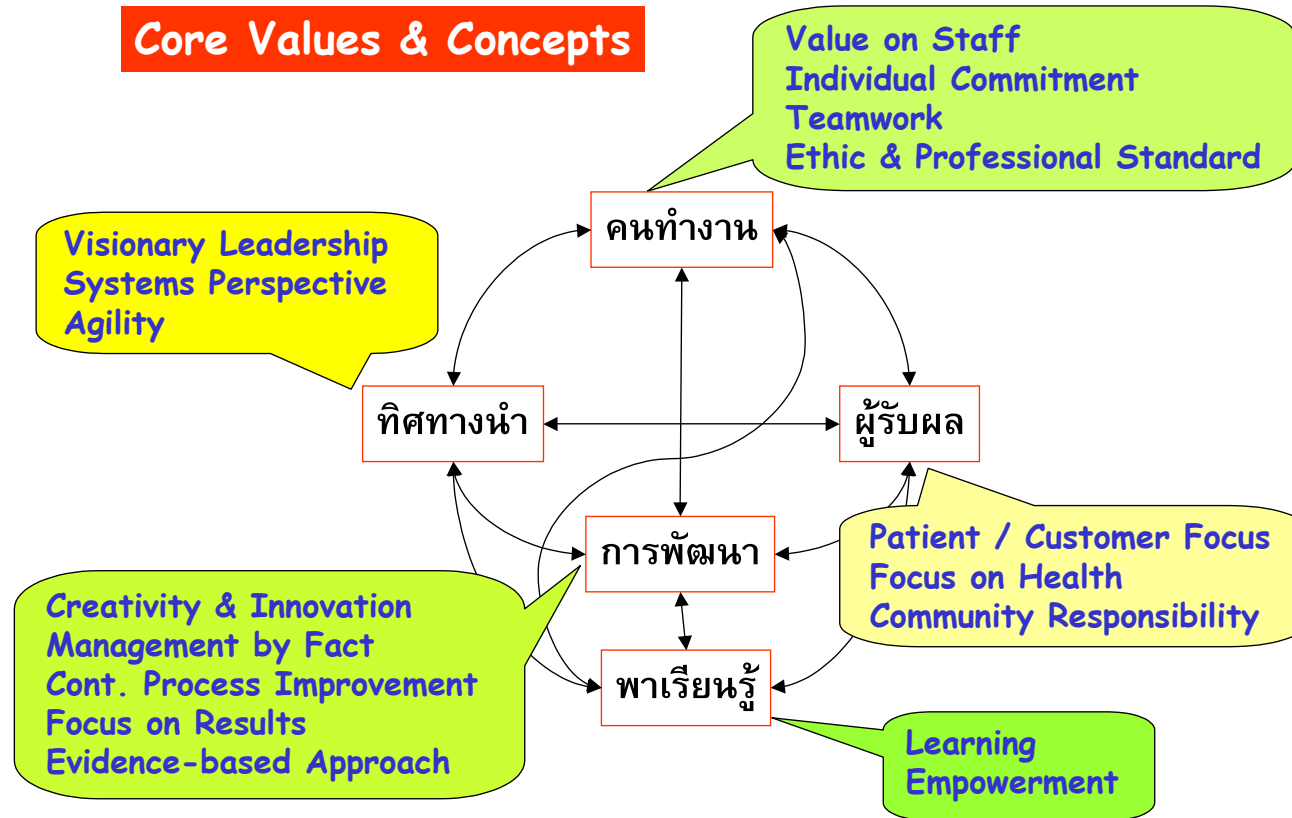 Core Values & Concepts
Value on Staff
Individual Commitment
Teamwork
Ethic & Professional Standard
คนทำงาน
Visionary Leadership
Systems Perspective
Agility
ทิศทางนำ
ผู้รับผล
Patient / Customer Focus
Focus on Health
Community Responsibility
การพัฒนา
Creativity & Innovation
Management by Fact
Cont. Process Improvement
Focus on Results
Evidence-based Approach
พาเรียนรู้
Learning
Empowerment